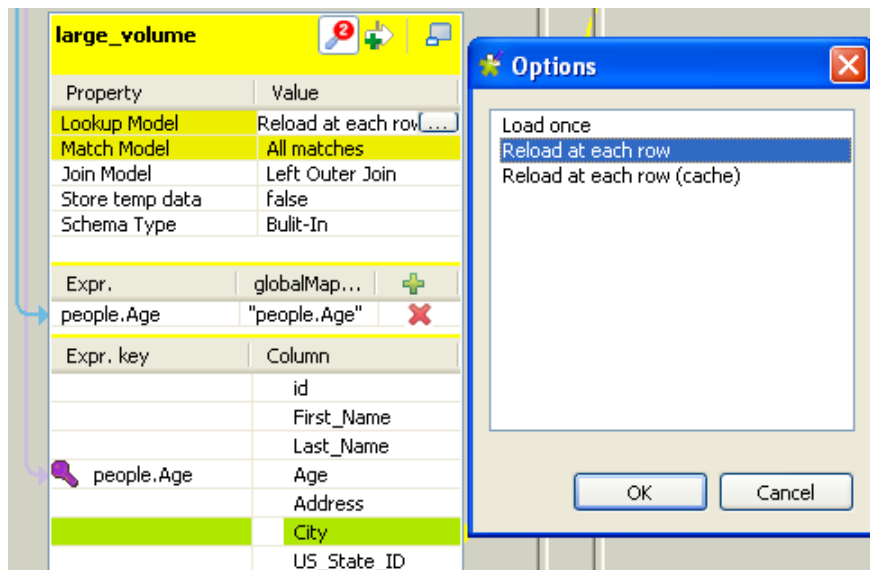 large_volume
2
Property Value
Lookup Model Reload at each row ...
Match Model All matches
Join Model Left Outer Join
Store temp data false
Schema Type Bulit-In
Expr. globalMap...
people.Age "people.Age"
Expr. key Column
id
First_Name
Last_Name
people.Age Age
Address
City
US_State_ID
Options
Load once
Reload at each row
Reload at each row (cache)
OK Cancel